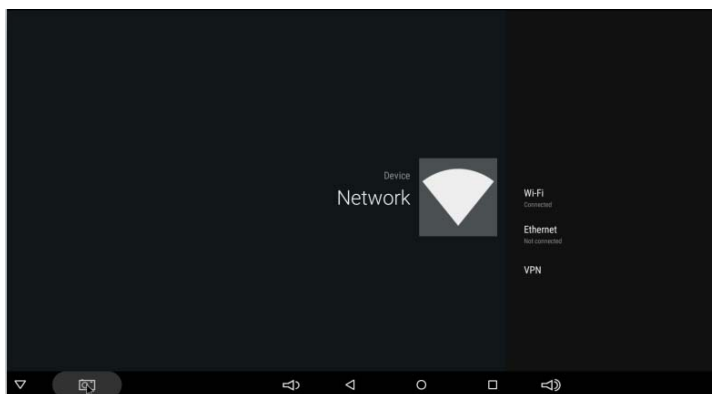 Device
Network
Wi-Fi
Connected
Ethernet
Not connected
VPN